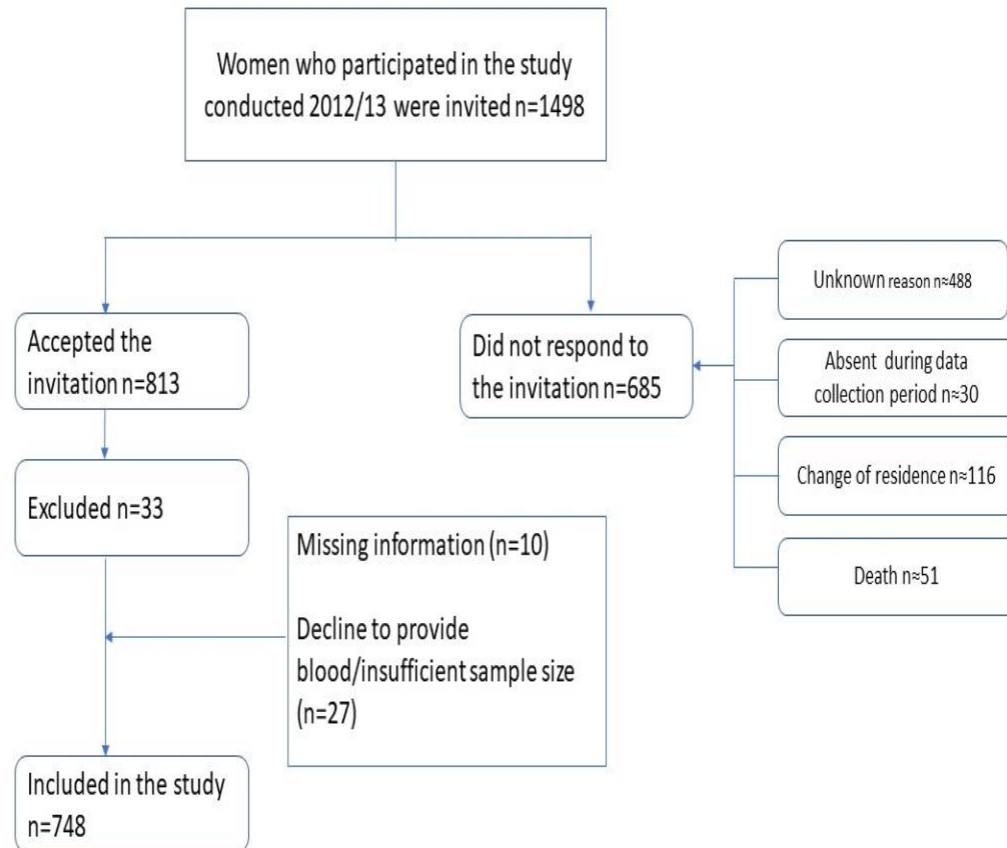 Women who participated in the study
conducted 2012/13 were invited n=1498
Accepted the
invitation n=813
Did not respond to
the invitation n=685
Unknown reason n≈488
Absent during data
collection period n≈30
Change of residence n≈116
Death n≈51
Excluded n=33
Missing information (n=10)
Decline to provide
blood/insufficient sample size
(n=27)
Included in the study
n=748